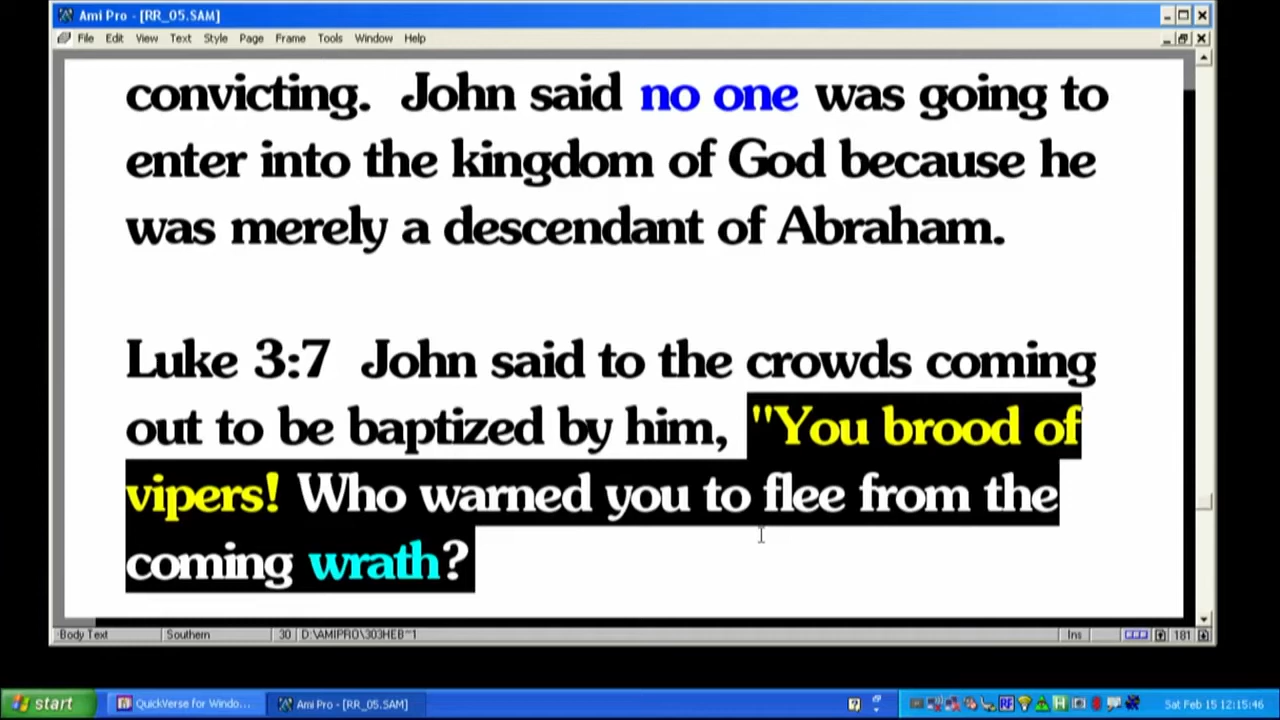 Ami Pro - [RR_05.SAM]
File Edit View Text Style Page Frame Tools Window Help
convicting. John said no one was going to
enter into the kingdom of God because he
was merely a descendant of Abraham.
Luke 3:7 John said to the crowds coming
out to be baptized by him, "You brood of
vipers! Who warned you to flee from the
coming wrath?
Body Text Southern 30 D:\AMIPRO\303HEB~1 Ins 181
start QuickVerse for Windo... Ami Pro - [RR_05.SAM] Sat Feb 15 12:15:46